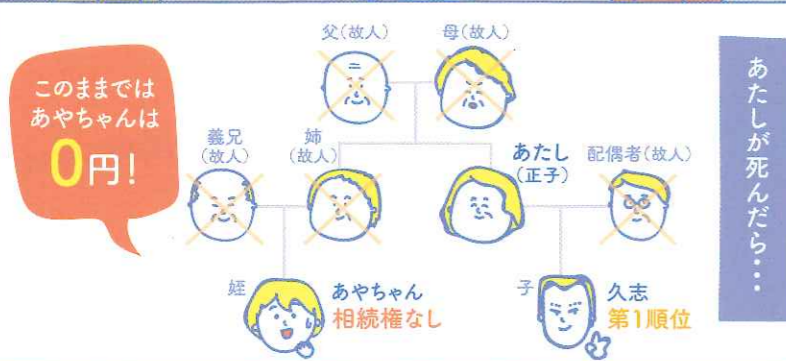 このままでは
あやちゃんは
0円!
父(故人)
母(故人)
義兄
(故人)
姉
(故人)
あたし
(正子)
配偶者(故人)
姪
あやちゃん
相続権なし
子
久志
第1順位
あたしが死んだら・・・